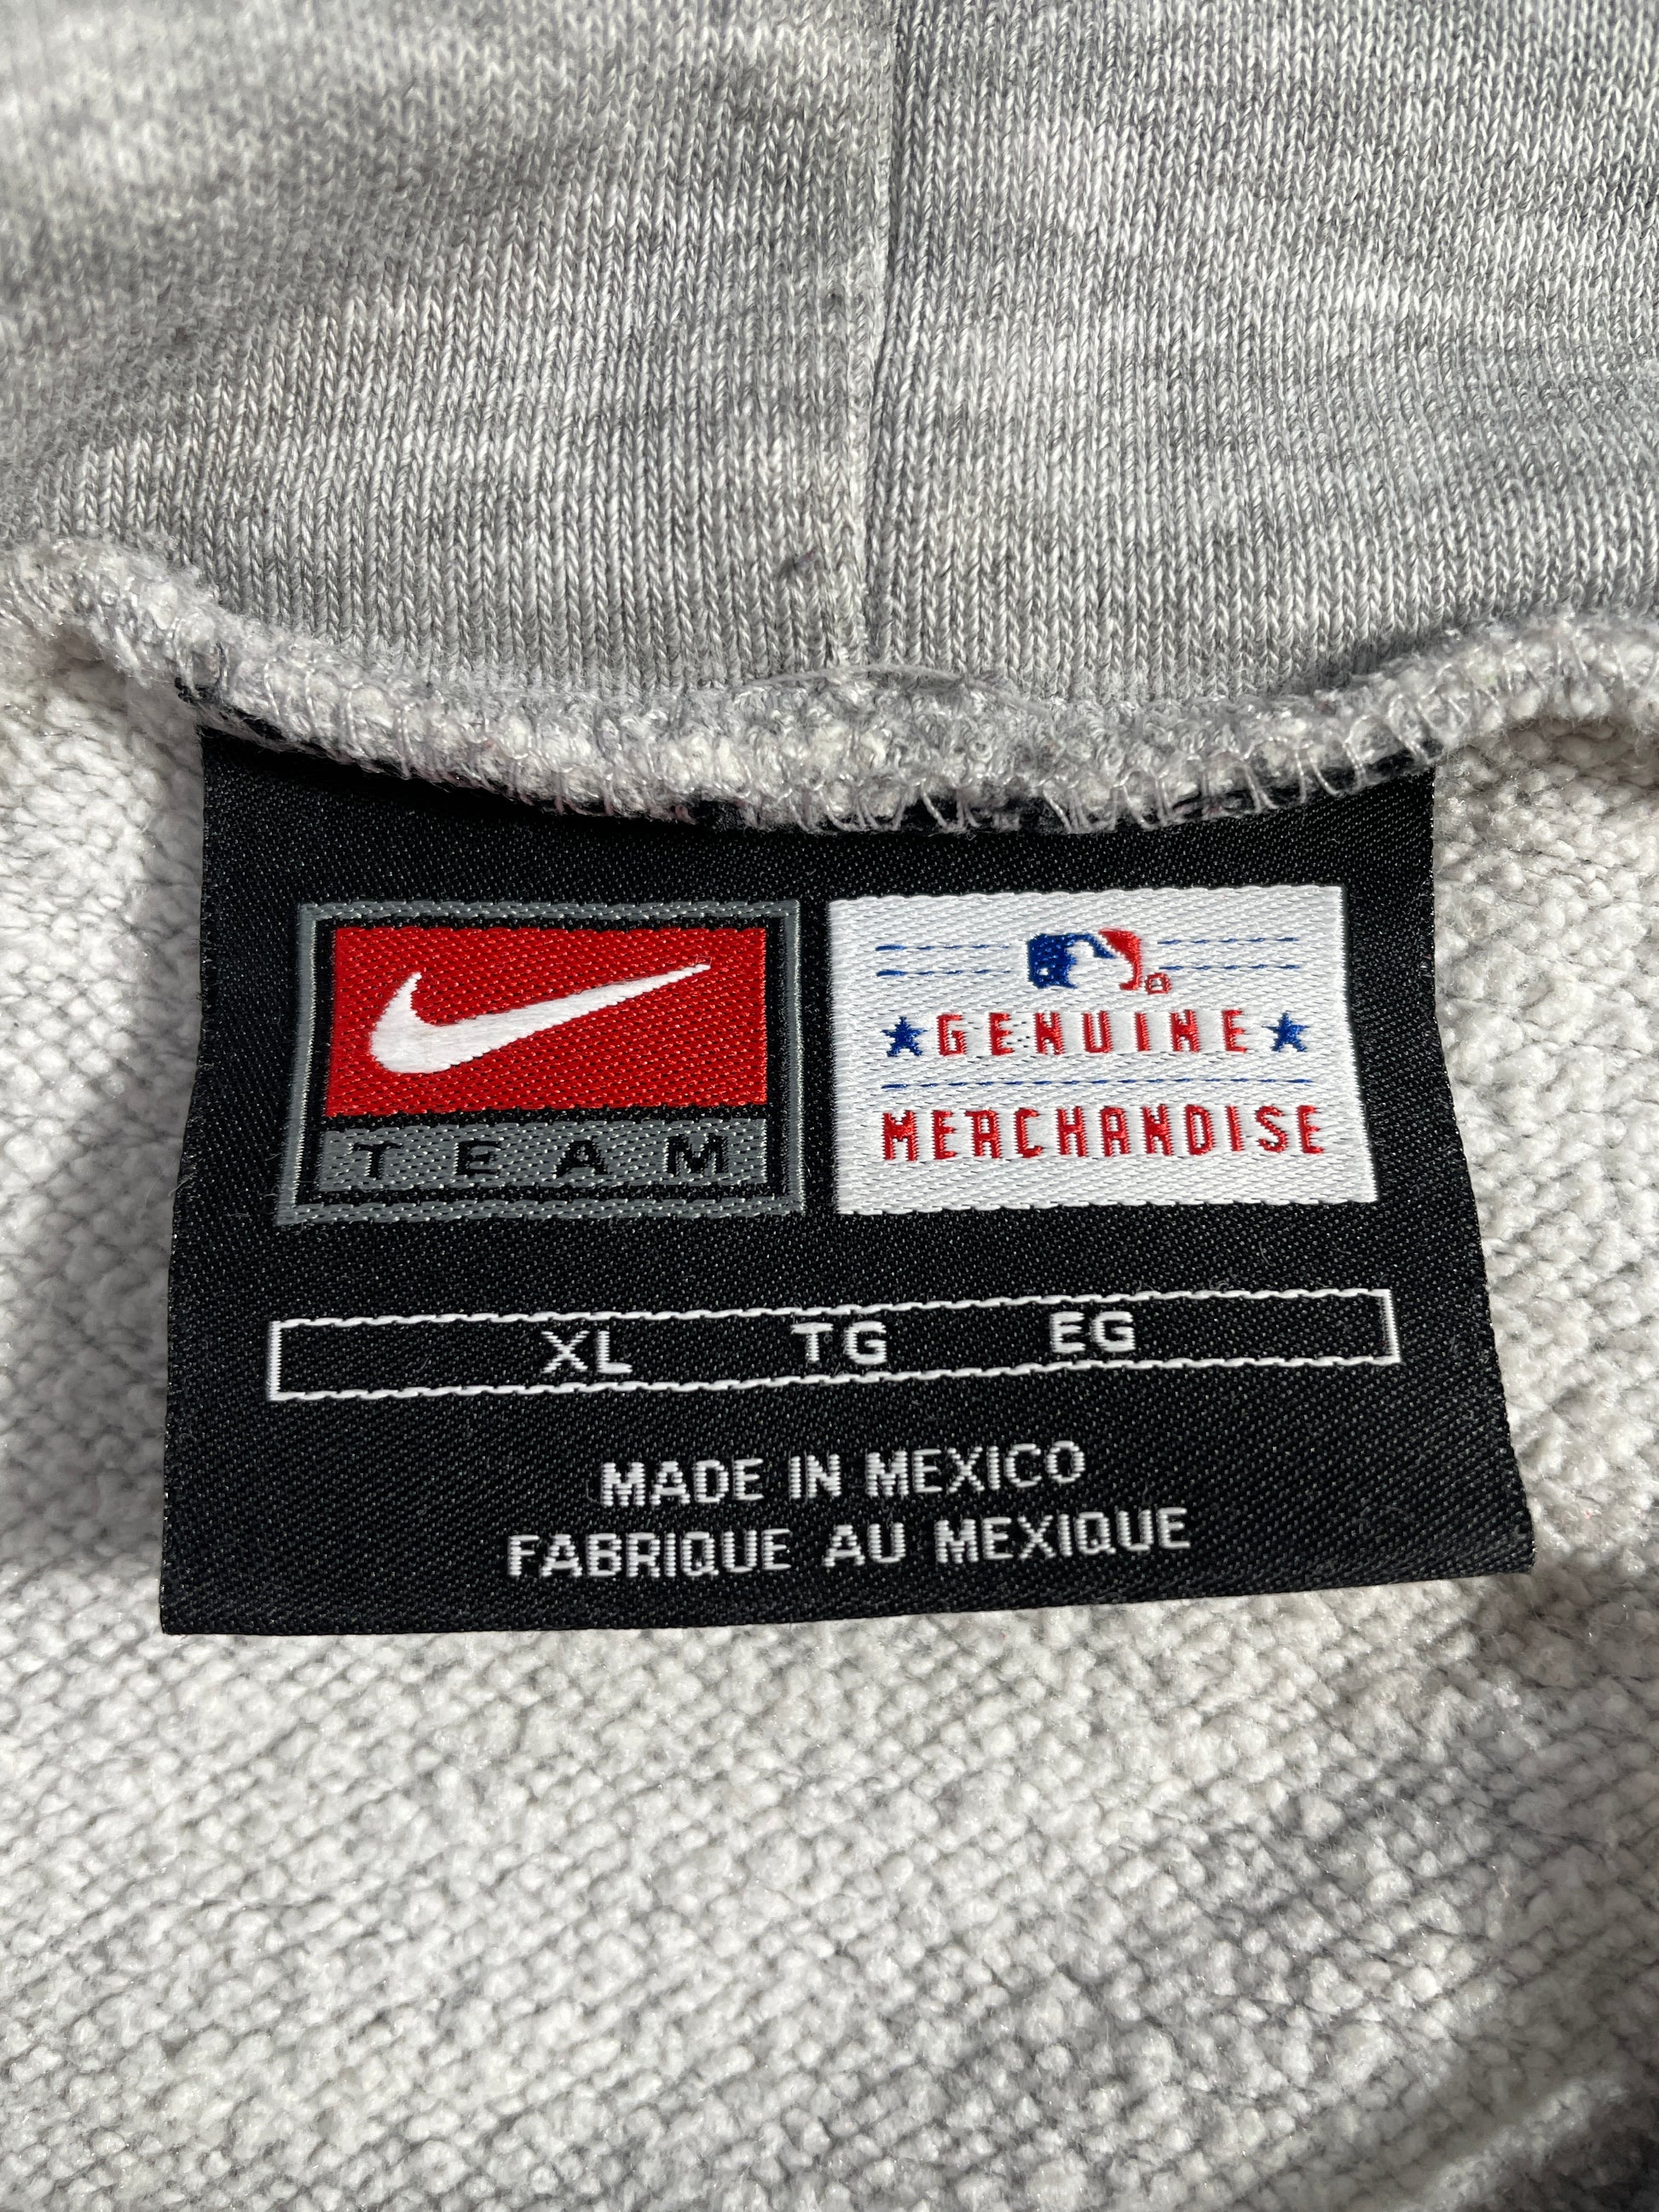 TEAM
GENUINE
MERCHANDISE
XL TG EG
MADE IN MEXICO
FABRIQUE AU MEXIQUE